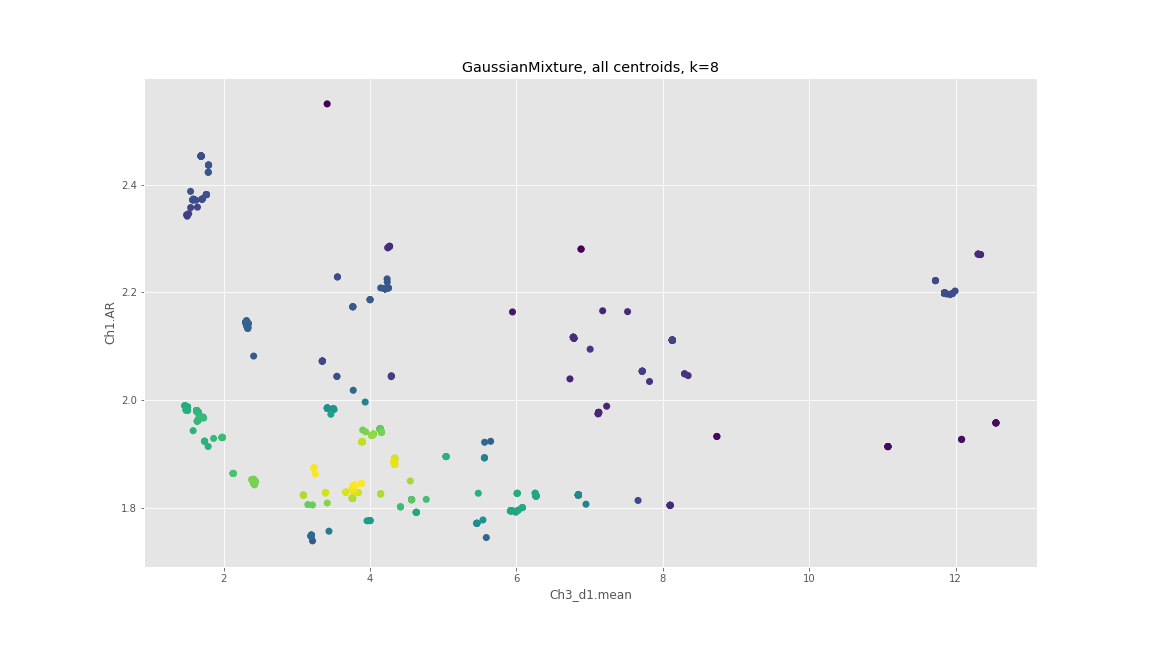 GaussianMixture, all centroids, k=8
Ch1.AR
2.4
2.2
2.0
1.8
2 4 6 8 10 12
Ch3_d1.mean